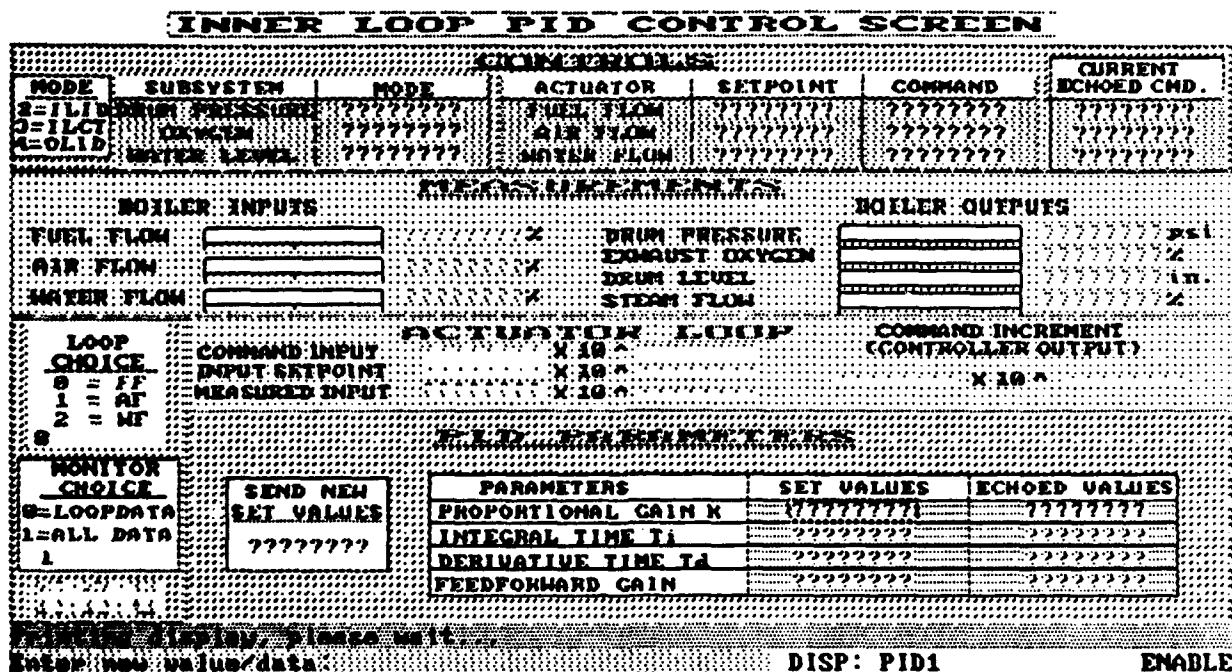 INNER LOOP PID CONTROL SCREEN
CONTROLS
MODE SUBSYSTEM MODE ACTUATOR SETPOINT COMMAND CURRENT ECHOED CMD.
2=ILID DRUM PRESSURE ???????? FUEL FLOW ???????? ???????? ????????
3=ILCT OXYGEN ???????? AIR FLOW ???????? ???????? ????????
4=OLID WATER LEVEL ???????? WATER FLOW ???????? ???????? ????????
MEASUREMENTS
BOILER INPUTS BOILER OUTPUTS
FUEL FLOW ???????? % DRUM PRESSURE ???????? psi
AIR FLOW ???????? % EXHAUST OXYGEN ???????? %
WATER FLOW ???????? % DRUM LEVEL ???????? in.
STEAM FLOW ???????? %
LOOP CHOICE
0 = FF
1 = AF
2 = WF
0
ACTUATOR LOOP
COMMAND INPUT X 10 ^
INPUT SETPOINT X 10 ^
MEASURED INPUT X 10 ^
COMMAND INCREMENT
(CONTROLLER OUTPUT)
X 10 ^
PID PARAMETERS
MONITOR CHOICE
0=LOOPDATA
1=ALL DATA
1
SEND NEW
SET VALUES
????????
PARAMETERS SET VALUES ECHOED VALUES
PROPORTIONAL GAIN K ???????? ????????
INTEGRAL TIME Ti ???????? ????????
DERIVATIVE TIME Td ???????? ????????
FEEDFORWARD GAIN ???????? ????????
Printing display, please wait...
Enter new value/data: DISP: PID1 ENABLE